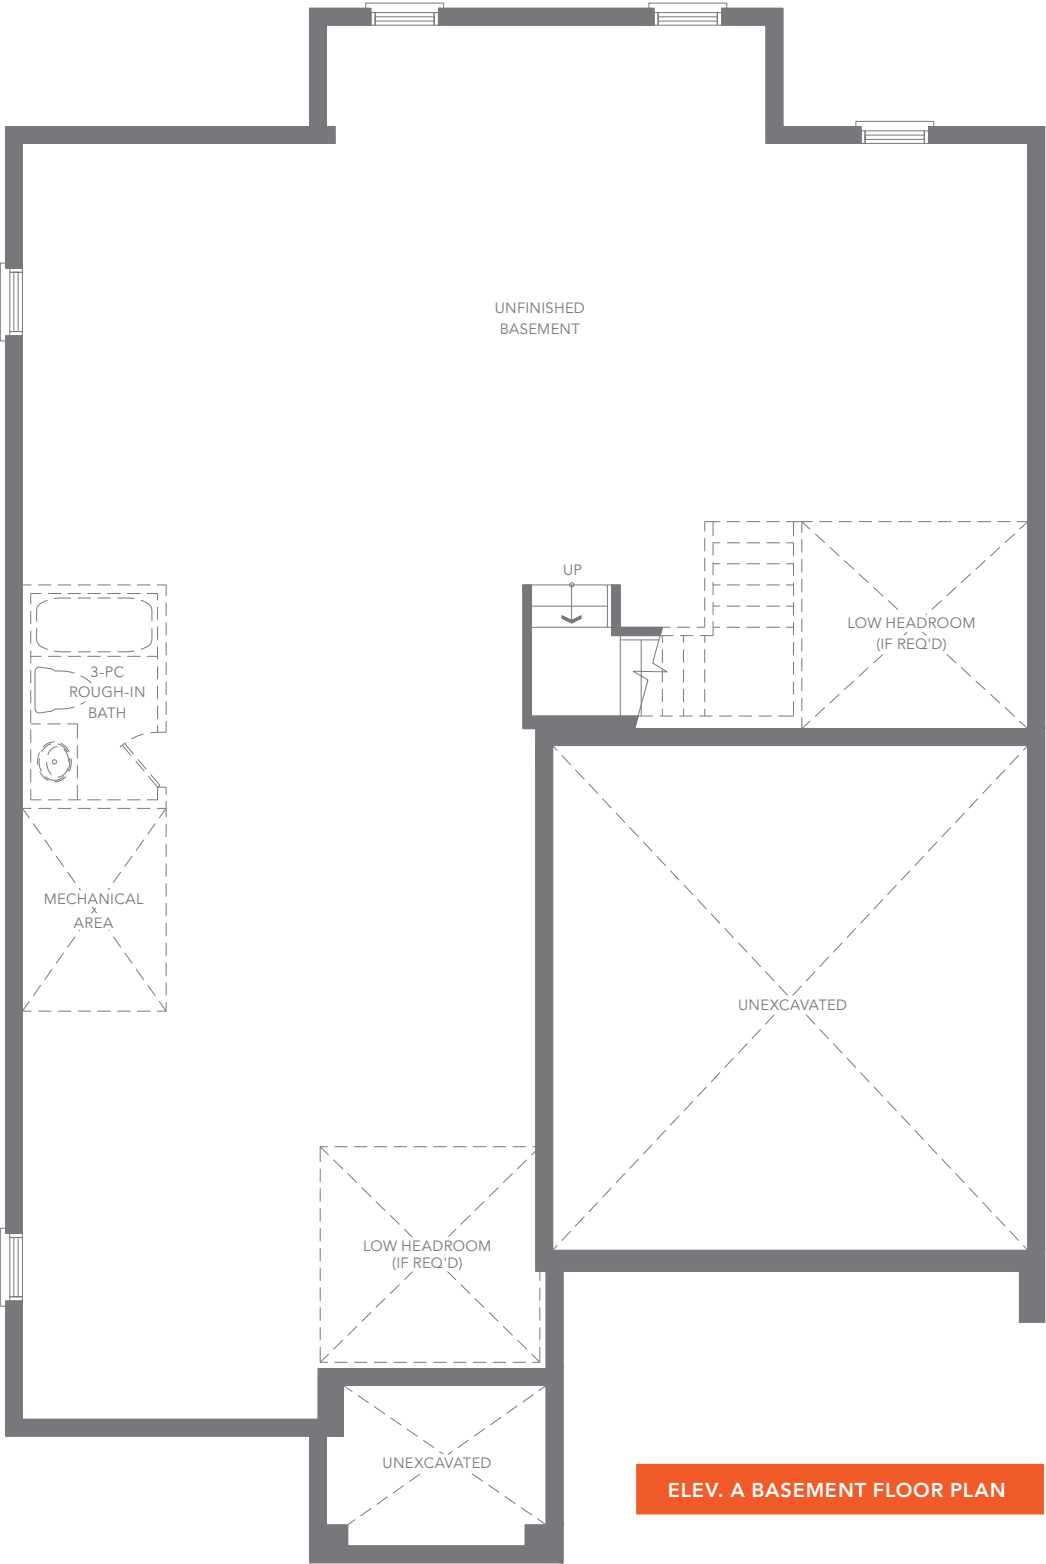 UNFINISHED
BASEMENT
UP
LOW HEADROOM
(IF REQ'D)
3-PC
ROUGH-IN
BATH
MECHANICAL
AREA
UNEXCAVATED
LOW HEADROOM
(IF REQ'D)
UNEXCAVATED
ELEV. A BASEMENT FLOOR PLAN